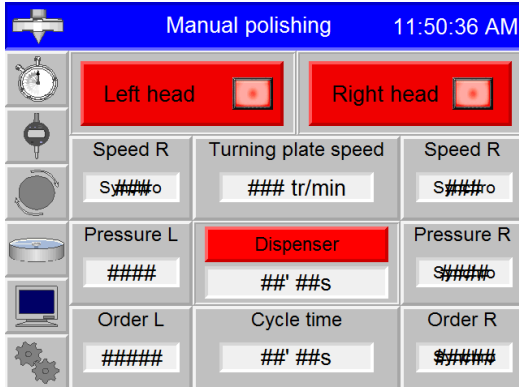 Manual polishing 11:50:36 AM
Left head Right head
Speed R Turning plate speed Speed R
### tr/min
Pressure L Dispenser Pressure R
####
##' ##s
Order L Cycle time Order R
##### ##' ##s